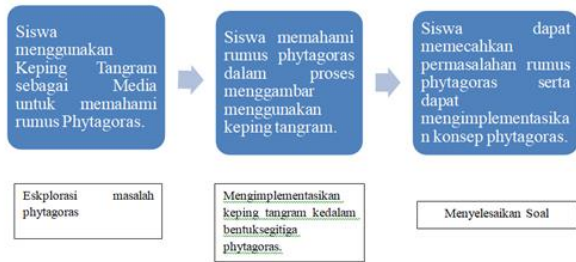 Siswa
menggunakan
Keping Tangram
sebagai Media
untuk memahami
rumus Phytagoras.
Siswa memahami
rumus phytagoras
dalam proses
menggambar
menggunakan
keping tangram.
Siswa dapat
memecahkan
permasalahan rumus
phytagoras serta
dapat
mengimplementasika
n konsep phytagoras.
Eskplorasi masalah
phytagoras
Mengimplementasikan
keping tangram kedalam
bentuksegitiga
phytagoras.
Menyelesaikan Soal